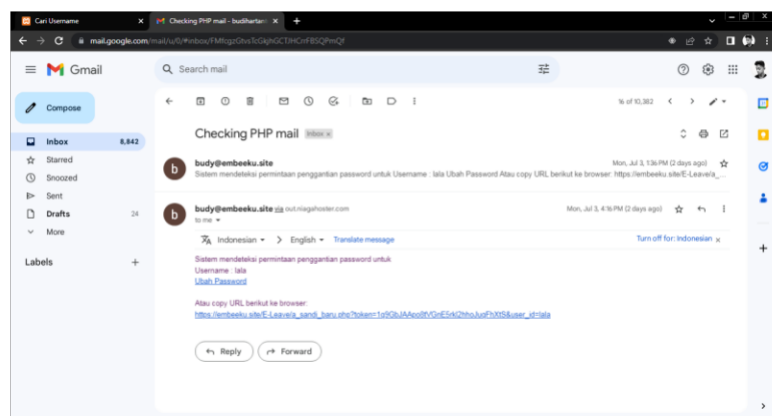 Cari Username
Checking PHP mail - budihartan
mail.google.com/mail/u/0/#inbox/
Gmail
Search mail
Compose
Inbox 8,842
Starred
Snoozed
Sent
Drafts 24
More
Labels
16 of 10,382
Checking PHP mail Inbox x
budy@embeeku.site Mon, Jul 3, 1:36 PM (2 days ago)
Sistem mendeteksi permintaan penggantian password untuk Username : lala Ubah Password Atau copy URL berikut ke browser: https://embeeku.site/E-Leave/a_...
budy@embeeku.site via out.niagahoster.com Mon, Jul 3, 4:16 PM (2 days ago)
to me
Indonesian > English Translate message Turn off for: Indonesian x
Sistem mendeteksi permintaan penggantian password untuk
Username : lala
Ubah Password
Atau copy URL berikut ke browser:
https://embeeku.site/E-Leave/a_sandi_baru.php?token=
&user_id=lala
Reply
Forward